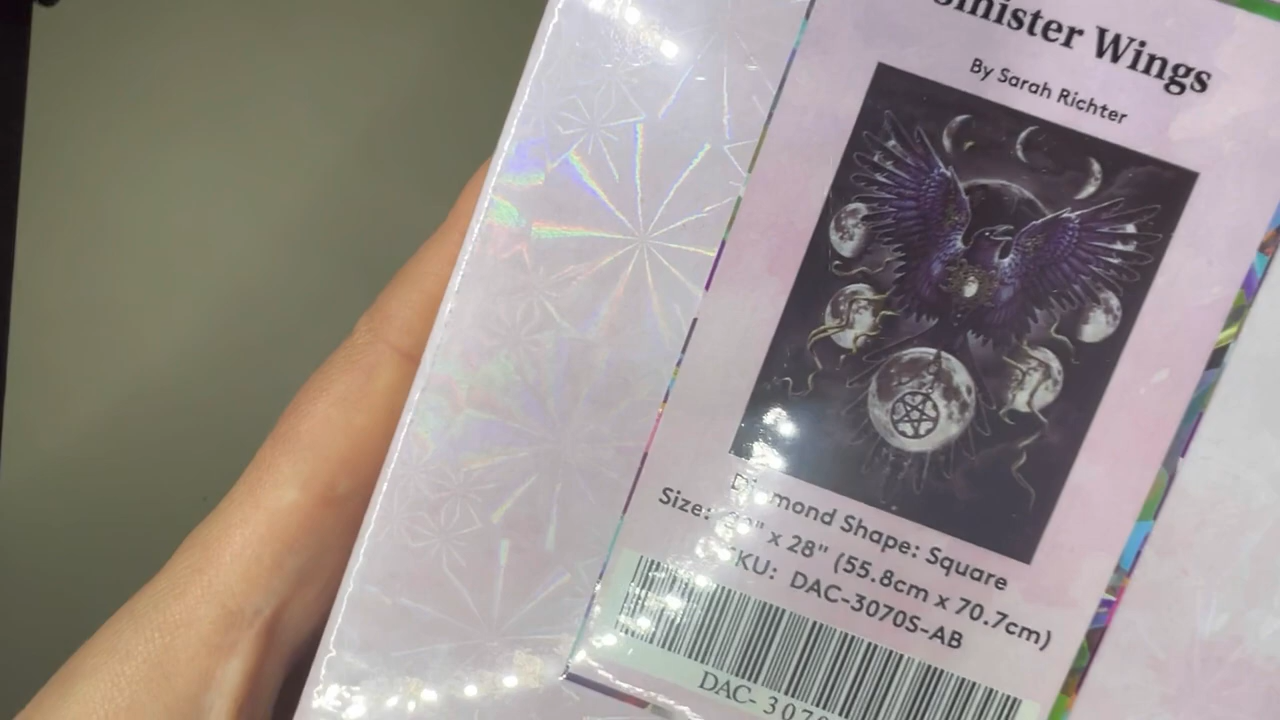 Sinister Wings
By Sarah Richter
Diamond Shape: Square
Size: x 28" (55.8cm x 70.7cm)
SKU: DAC-3070S-AB
DAC-3070